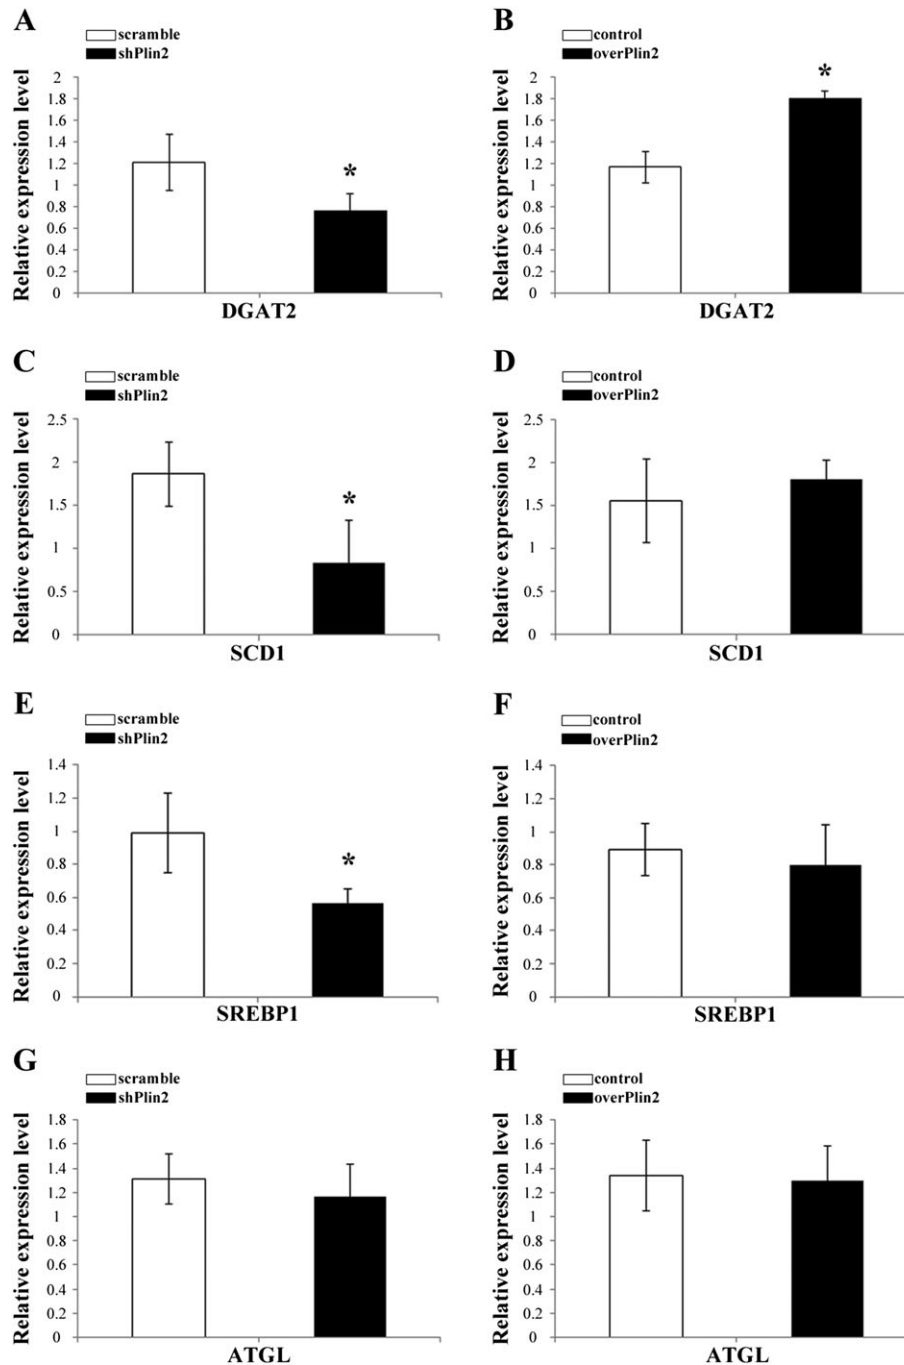 A
scramble
shPlin2
Relative expression level
2
1.8
1.6
1.4
1.2
1
0.8
0.6
0.4
0.2
0
*
DGAT2
B
control
overPlin2
Relative expression level
2
1.8
1.6
1.4
1.2
1
0.8
0.6
0.4
0.2
0
*
DGAT2
C
scramble
shPlin2
Relative expression level
2.5
2
1.5
1
0.5
0
*
SCD1
D
control
overPlin2
Relative expression level
2.5
2
1.5
1
0.5
0
SCD1
E
scramble
shPlin2
Relative expression level
1.4
1.2
1
0.8
0.6
0.4
0.2
0
*
SREBP1
F
control
overPlin2
Relative expression level
1.4
1.2
1
0.8
0.6
0.4
0.2
0
SREBP1
G
scramble
shPlin2
Relative expression level
1.8
1.6
1.4
1.2
1
0.8
0.6
0.4
0.2
0
ATGL
H
control
overPlin2
Relative expression level
1.8
1.6
1.4
1.2
1
0.8
0.6
0.4
0.2
0
ATGL